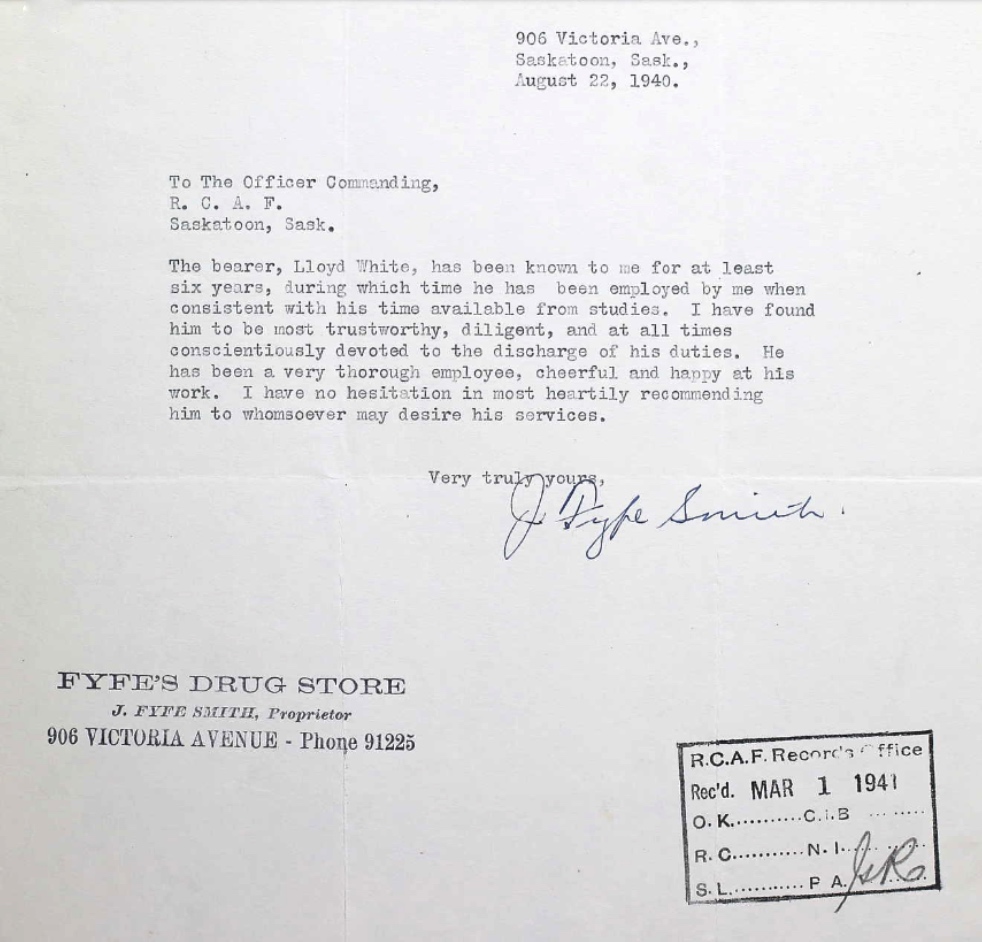 906 Victoria Ave.,
Saskatoon, Sask.,
August 22, 1940.
To The Officer Commanding,
R. C. A. F.
Saskatoon, Sask.
The bearer, Lloyd White, has been known to me for at least
six years, during which time he has been employed by me when
consistent with his time available from studies. I have found
him to be most trustworthy, diligent, and at all times
conscientiously devoted to the discharge of his duties. He
has been a very thorough employee, cheerful and happy at his
work. I have no hesitation in most heartily recommending
him to whomsoever may desire his services.
Very truly yours,
J. Fyfe Smith.
FYFE'S DRUG STORE
J. FYFE SMITH, Proprietor
906 VICTORIA AVENUE - Phone 91225
R.C.A.F. Record's Office
Rec'd. MAR 1 1941
O. K...........C.i.B ... ......
R. C............N. I.............
S. L............ P A.